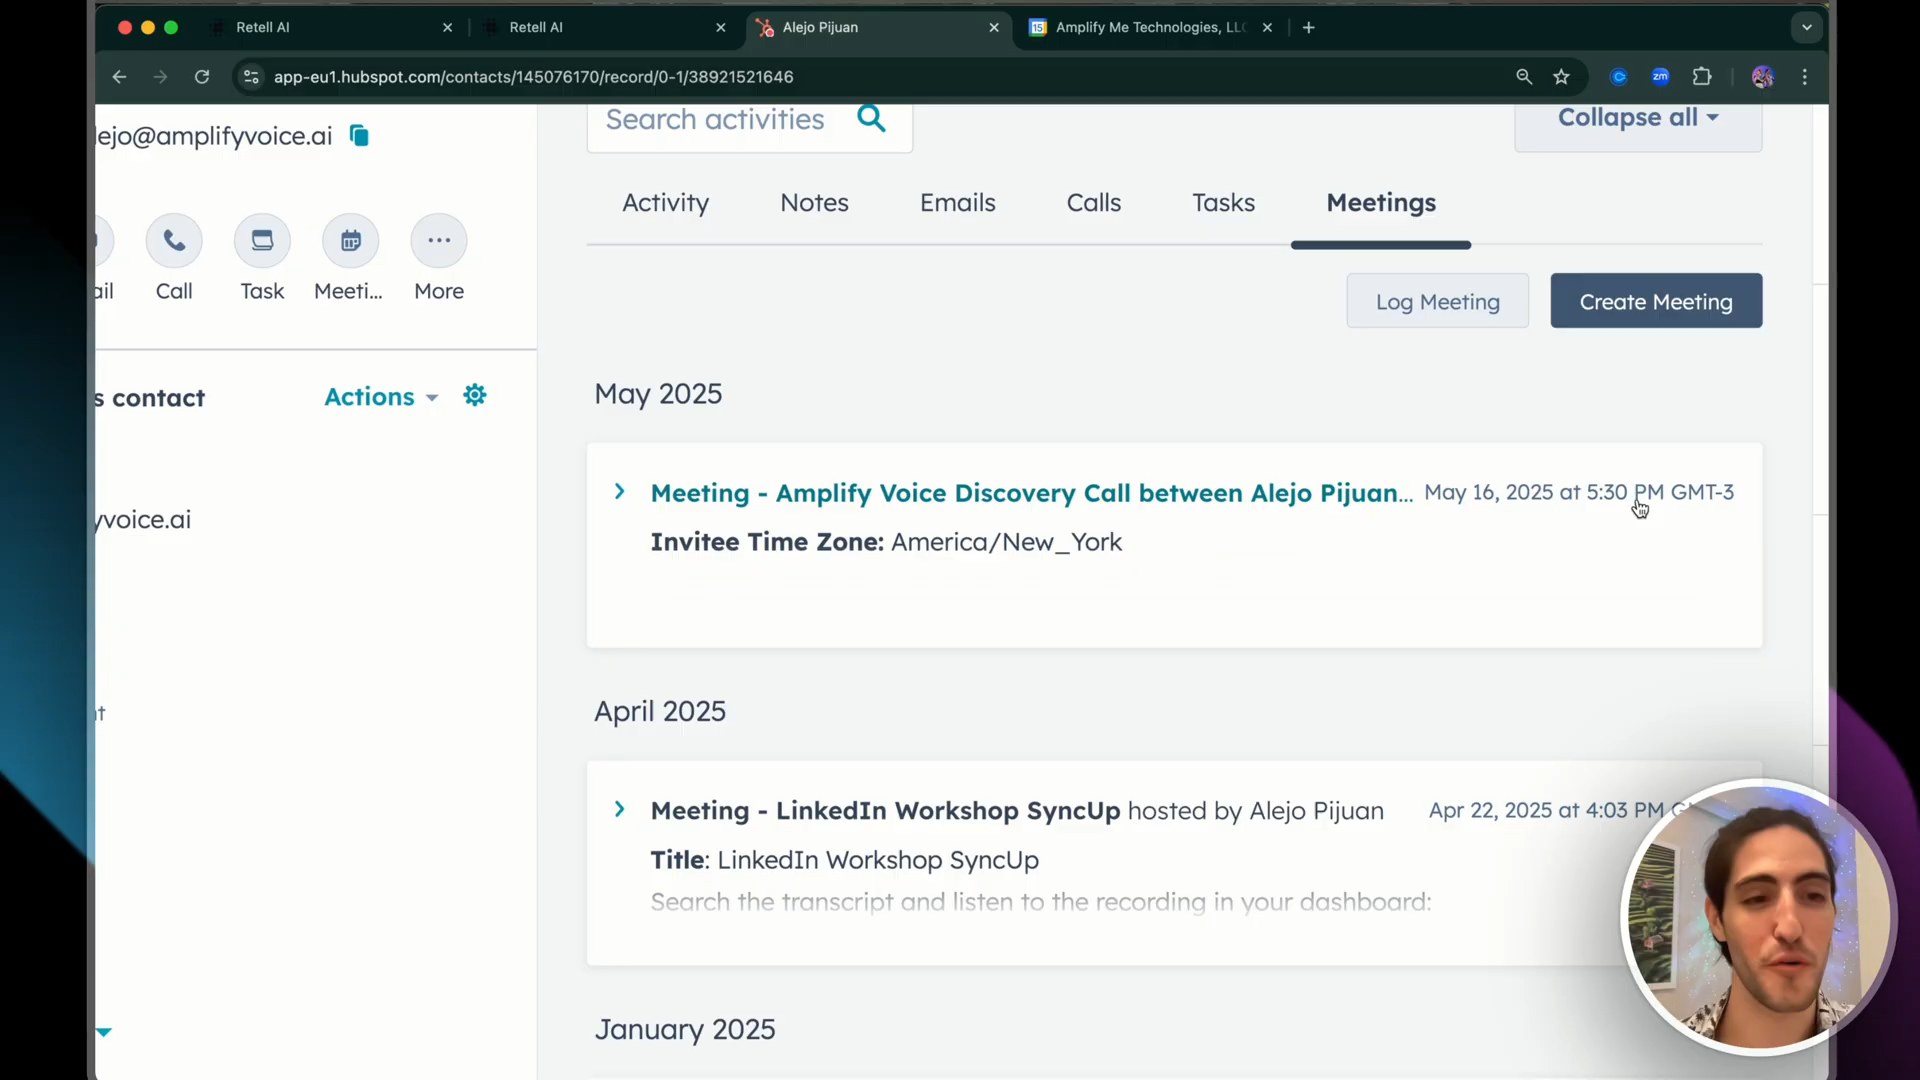 Retell AI
Retell AI
Alejo Pijuan
15
Amplify Me Technologies, LLC
app-eu1.hubspot.com/contacts/145076170/record/0-1/38921521646
zm
lejo@amplifyvoice.ai
Search activities
Collapse all
Activity
Notes
Emails
Calls
Tasks
Meetings
ail
Call
Task
Meeti...
More
Log Meeting
Create Meeting
s contact
Actions
May 2025
Meeting - Amplify Voice Discovery Call between Alejo Pijuan...
May 16, 2025 at 5:30 PM GMT-3
Invitee Time Zone: America/New_York
yvoice.ai
nt
April 2025
Meeting - LinkedIn Workshop SyncUp hosted by Alejo Pijuan
Apr 22, 2025 at 4:03 PM
Title: LinkedIn Workshop SyncUp
Search the transcript and listen to the recording in your dashboard:
January 2025